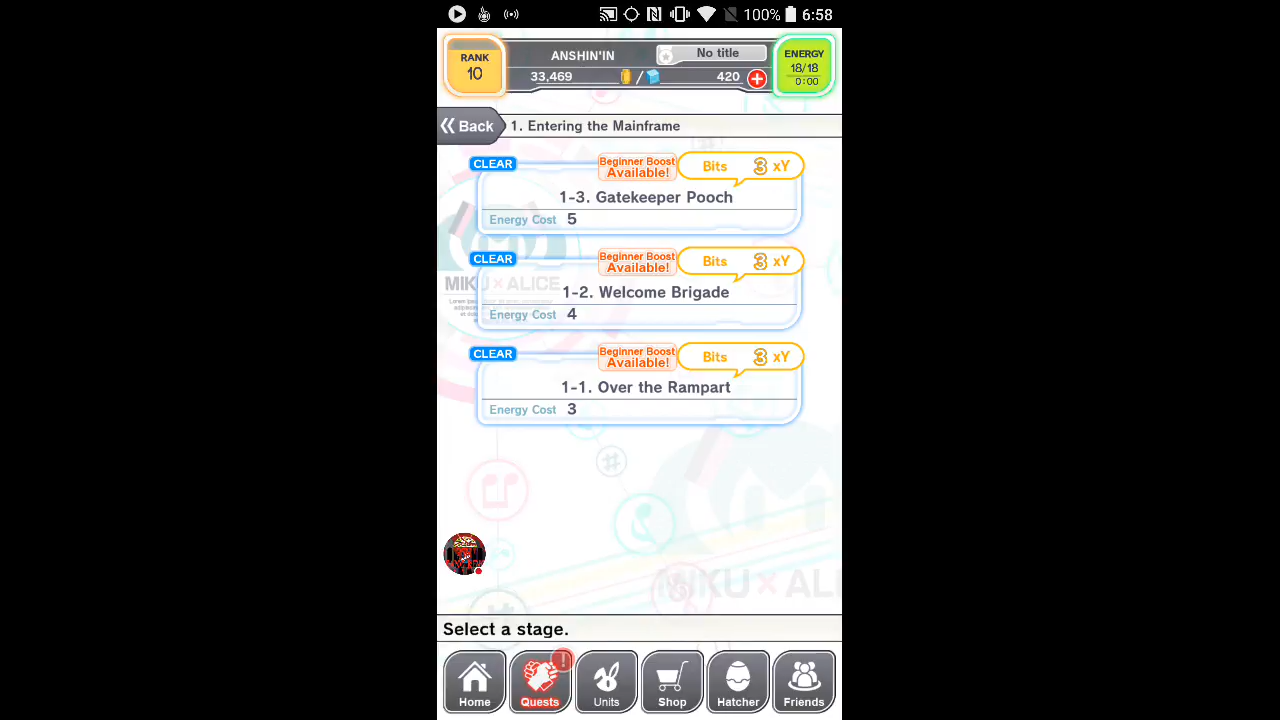 100% 6:58
RANK
10
ANSHIN'IN
No title
33,469 / 420
ENERGY
18/18
0:00
Back
1. Entering the Mainframe
CLEAR
Beginner Boost
Available!
Bits 3 xY
1-3. Gatekeeper Pooch
Energy Cost 5
CLEAR
Beginner Boost
Available!
Bits 3 xY
MIKU×ALICE
1-2. Welcome Brigade
Energy Cost 4
CLEAR
Beginner Boost
Available!
Bits 3 xY
1-1. Over the Rampart
Energy Cost 3
MIKU×ALI
Select a stage.
Home
Quests
Units
Shop
Hatcher
Friends